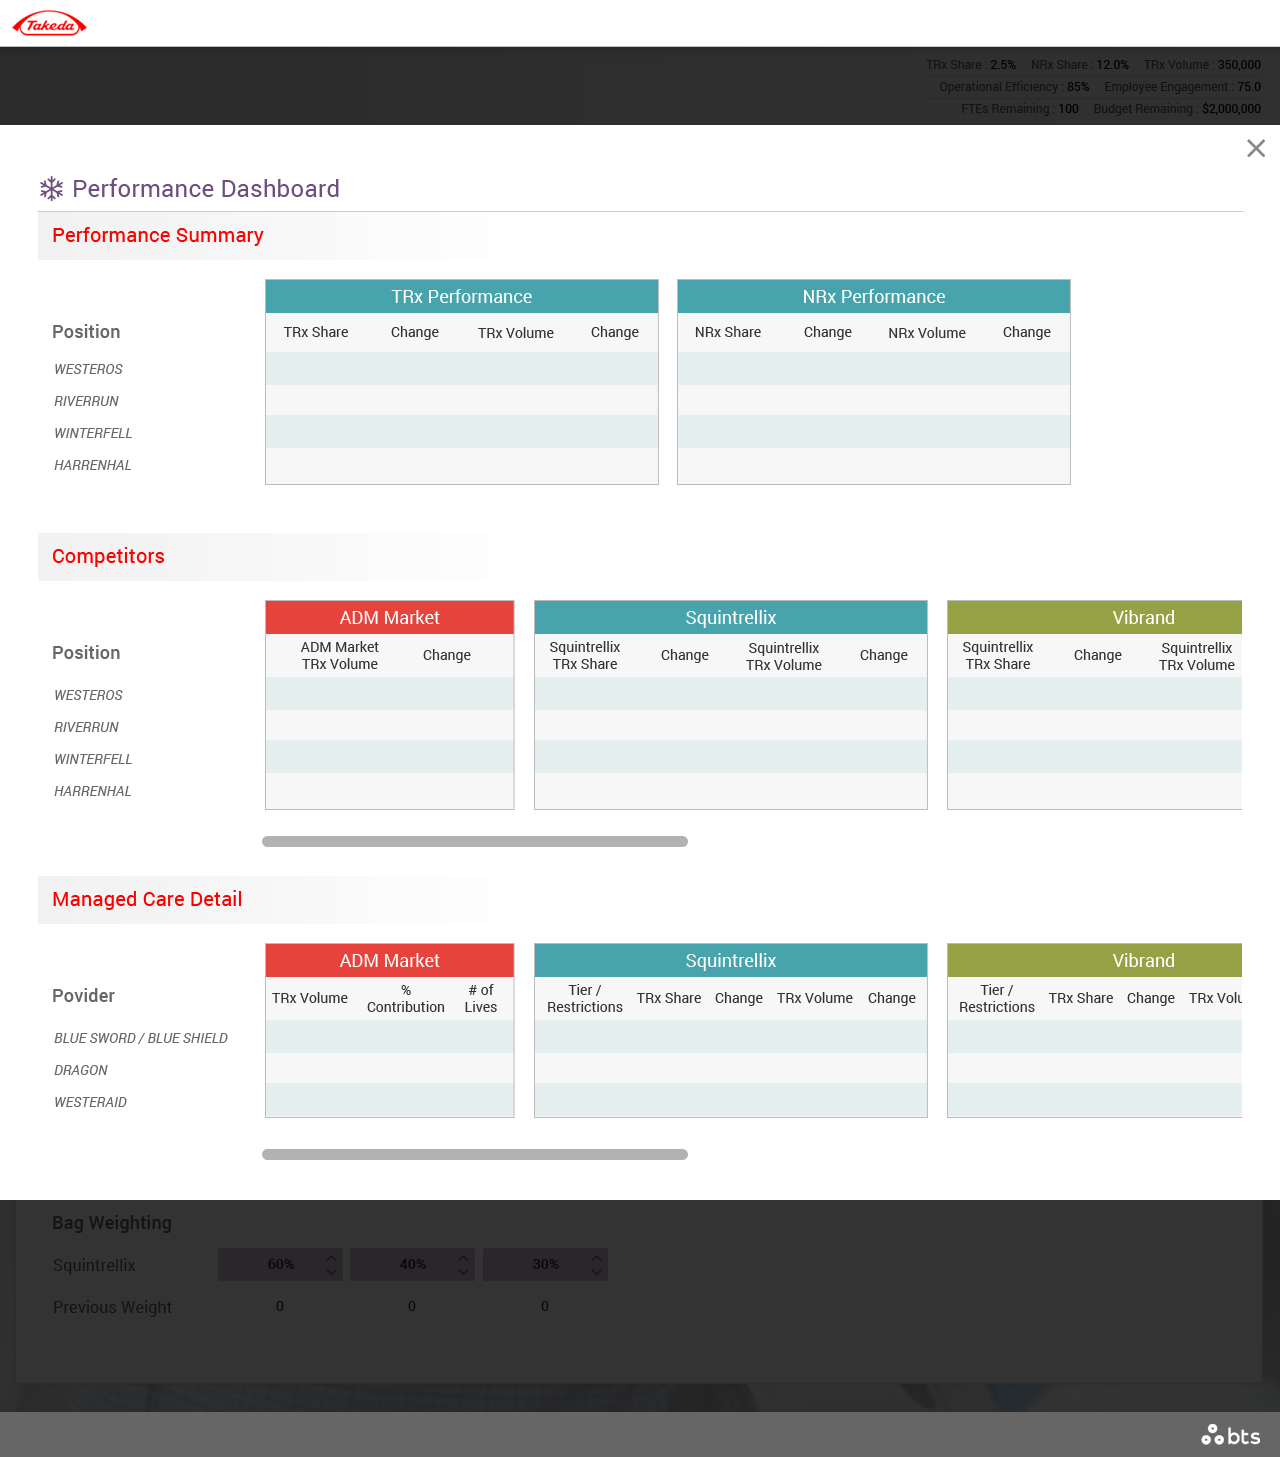 Takeda
TRx Share : 2.5% NRx Share : 12.0% TRx Volume : 350,000
Operational Efficiency : 85% Employee Engagement : 75.0
FTEs Remaining : 100 Budget Remaining : $2,000,000
Performance Dashboard
Performance Summary
TRx Performance NRx Performance
Position TRx Share Change TRx Volume Change NRx Share Change NRx Volume Change
WESTEROS
RIVERRUN
WINTERFELL
HARRENHAL
Competitors
ADM Market Squintrellix Vibrand
Position ADM Market TRx Volume Change Squintrellix TRx Share Change Squintrellix TRx Volume Change Squintrellix TRx Share Change Squintrellix TRx Volume
WESTEROS
RIVERRUN
WINTERFELL
HARRENHAL
Managed Care Detail
ADM Market Squintrellix Vibrand
Povider TRx Volume % Contribution # of Lives Tier / Restrictions TRx Share Change TRx Volume Change Tier / Restrictions TRx Share Change TRx Volu
BLUE SWORD / BLUE SHIELD
DRAGON
WESTERAID
Bag Weighting
Squintrellix 60% 40% 30%
Previous Weight 0 0 0
bts